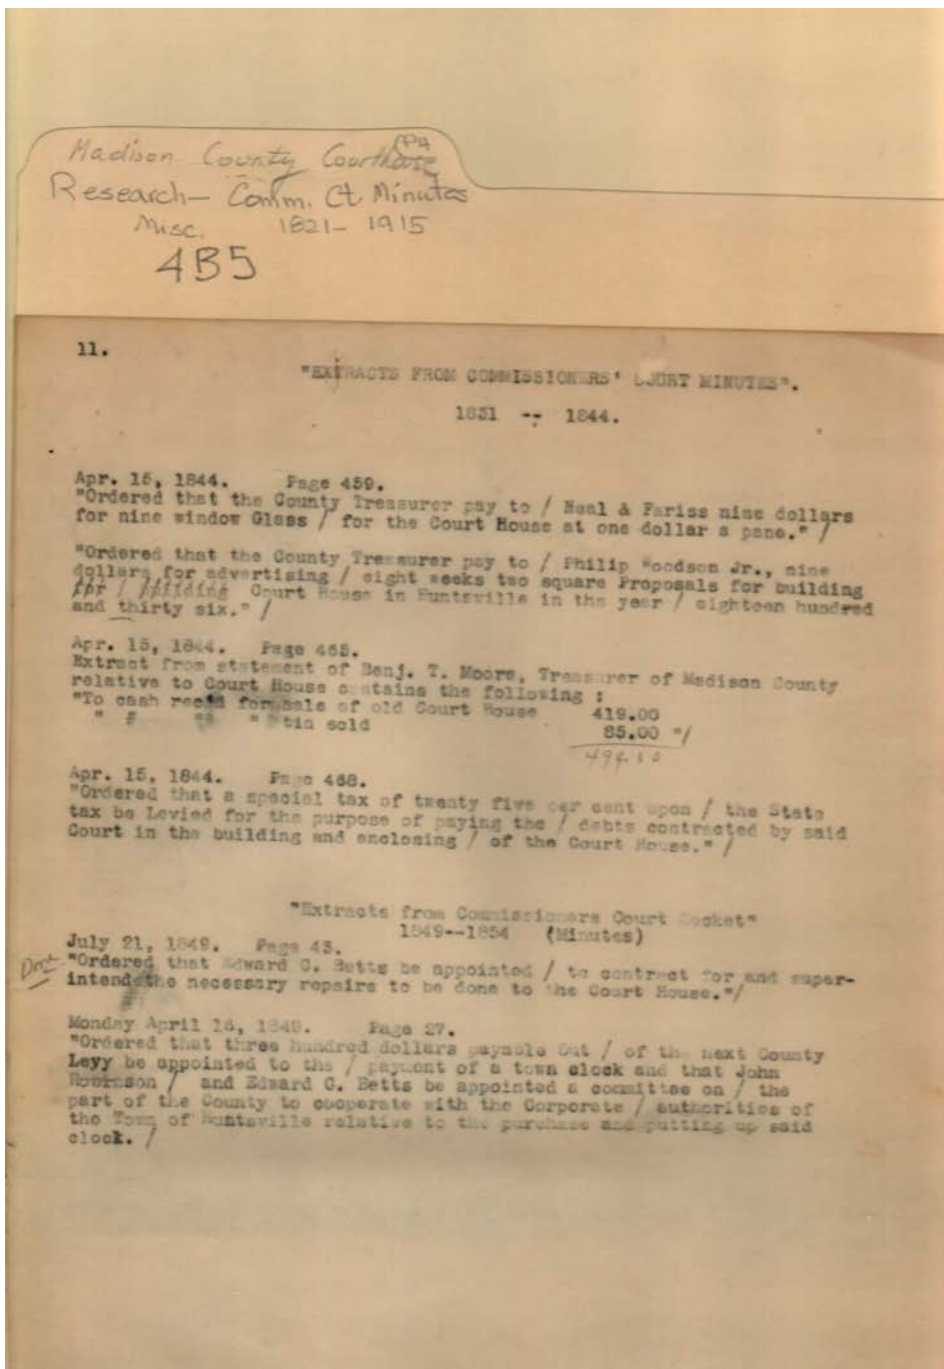 Madison County Courthouse
Research— Comm. Ct Minutes
Misc. 1821- 1915
4B5
11.
"EXTRACTS FROM COMMISSIONERS' COURT MINUTES".
1831 -- 1844.
Apr. 15, 1844. Page 459.
"Ordered that the County Treasurer pay to / Neal & Fariss nine dollars
for nine window Glass / for the Court House at one dollar a pane." /
"Ordered that the County Treasurer pay to / Philip Woodson Jr., nine
dollars for advertising / eight weeks two square Proposals for building
for / building Court House in Huntsville in the year / eighteen hundred
and thirty six." /
Apr. 15, 1844. Page 465.
Extract from statement of Benj. T. Moore, Treasurer of Madison County
relative to Court House contains the following :
"To cash recd for sale of old Court House 419.00
" " " " tin sold 85.00 "/
494.00
Apr. 15, 1844. Page 468.
"Ordered that a special tax of twenty five per cent upon / the State
tax be Levied for the purpose of paying the / debts contracted by said
Court in the building and enclosing / of the Court House." /
"Extracts from Commissioners Court Docket"
1849--1854 (Minutes)
July 21, 1849. Page 43.
"Ordered that Edward C. Betts be appointed / to contract for and super-
intend the necessary repairs to be done to the Court House."/
Monday April 16, 1849. Page 27.
"Ordered that three hundred dollars payable Out / of the next County
Levy be appointed to the / payment of a town clock and that John
Robinson / and Edward C. Betts be appointed a committee on / the
part of the County to cooperate with the Corporate / authorities of
the Town of Huntsville relative to the purchase and putting up said
clock. /